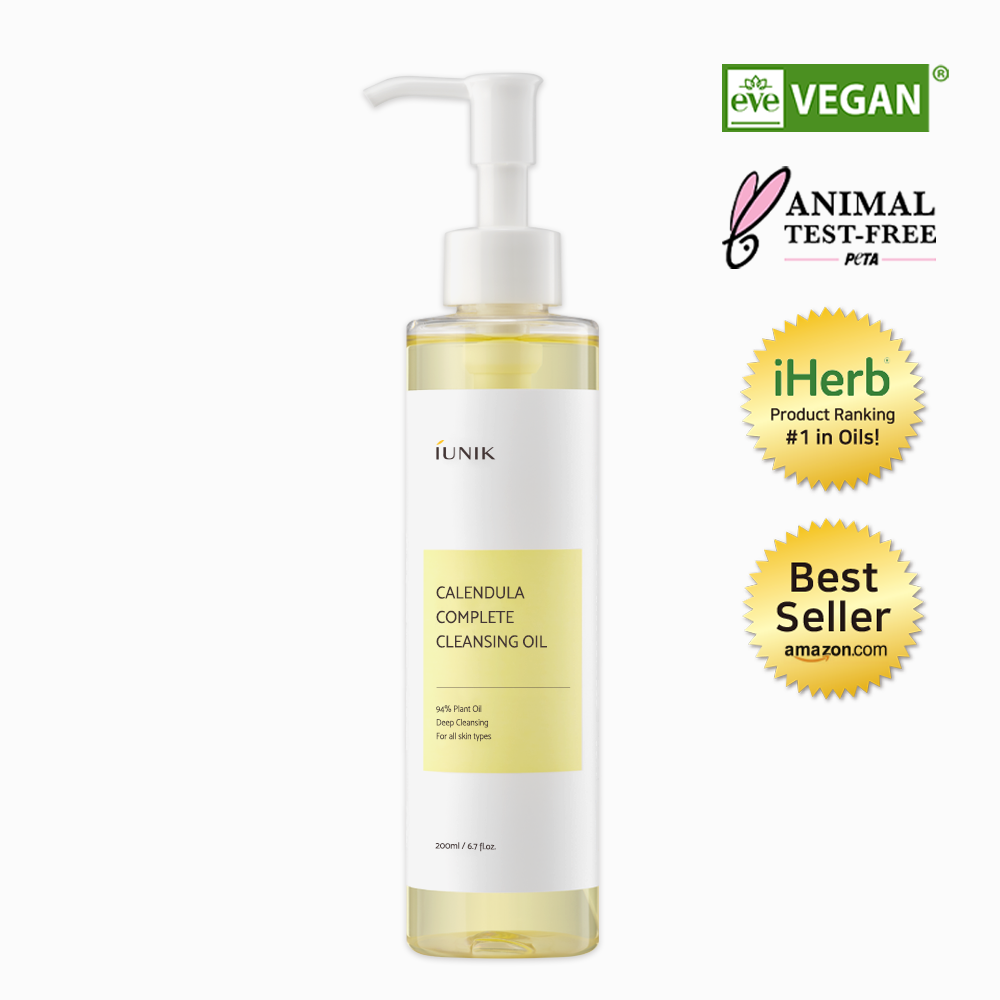 íUNIK
CALENDULA
COMPLETE
CLEANSING OIL
94% Plant Oil
Deep Cleansing
For all skin types
200ml / 6.7 fl.oz.
eve VEGAN®
ANIMAL
TEST-FREE
PETA
iHerb®
Product Ranking
#1 in Oils!
Best
Seller
amazon.com